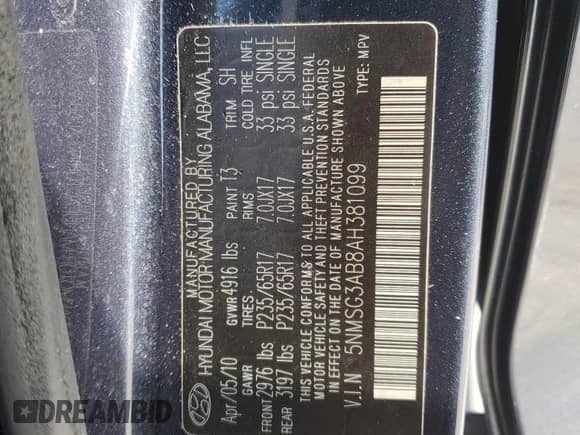 MANUFACTURED BY
HYUNDAI MOTOR MANUFACTURING ALABAMA, LLC
Apr/05/10 GVWR 4916 lbs PAINT T3 TRIM SH
GAWR TIRES RIMS COLD TIRE INFL
FRONT 2976 lbs P235/65R17 7.0JX17 33 psi SINGLE
REAR 3197 lbs P235/65R17 7.0JX17 33 psi SINGLE
THIS VEHICLE CONFORMS TO ALL APPLICABLE U.S.A. FEDERAL
MOTOR VEHICLE SAFETY AND THEFT PREVENTION STANDARDS
IN EFFECT ON THE DATE OF MANUFACTURE SHOWN ABOVE
V.I.N 5NMSG3AB8AH381099 TYPE: MPV
DREAMBID